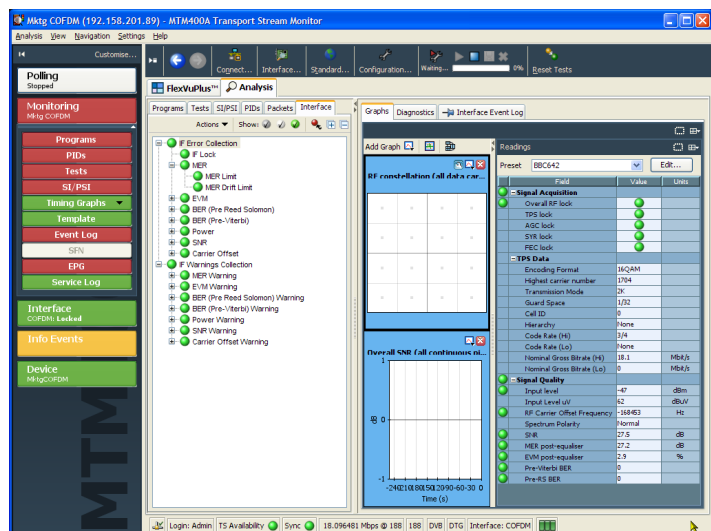 Mktg COFDM (192.158.201.89) - MTM400A Transport Stream Monitor
Analysis View Navigation Settings Help
Customise...
Connect... Interface... Standard... Configuration... Waiting... 0% Reset Tests
Polling
Stopped
Monitoring
Mktg COFDM
Programs
PIDs
Tests
SI/PSI
Timing Graphs
Template
Event Log
SFN
EPG
Service Log
Interface
COFDM: Locked
Info Events
Device
MktgCOFDM
MTM
FlexVuPlus™ Analysis
Programs Tests SI/PSI PIDs Packets Interface
Actions Show:
IF Error Collection
IF Lock
MER
MER Limit
MER Drift Limit
EVM
BER (Pre Reed Solomon)
BER (Pre-Viterbi)
Power
SNR
Carrier Offset
IF Warnings Collection
MER Warning
EVM Warning
BER (Pre Reed Solomon) Warning
BER (Pre-Viterbi) Warning
Power Warning
SNR Warning
Carrier Offset Warning
Graphs Diagnostics Interface Event Log
Add Graph
RF constellation (all data car...
Overall SNR (all continuous pi...
1
dB 0
-1
-240210180150120-90-60-30 0
Time (s)
Readings
Preset BBC642 Edit...
Field Value Units
Signal Acquisition
Overall RF lock
TPS lock
AGC lock
SYR lock
FEC lock
TPS Data
Encoding Format 16QAM
Highest carrier number 1704
Transmission Mode 2K
Guard Space 1/32
Cell ID 0
Hierarchy None
Code Rate (Hi) 3/4
Code Rate (Lo) None
Nominal Gross Bitrate (Hi) 18.1 Mbit/s
Nominal Gross Bitrate (Lo) 0 Mbit/s
Signal Quality
Input level -47 dBm
Input Level uV 62 dBuV
RF Carrier Offset Frequency -168453 Hz
Spectrum Polarity Normal
SNR 27.5 dB
MER post-equaliser 27.2 dB
EVM post-equaliser 2.9 %
Pre-Viterbi BER 0
Pre-RS BER 0
Login: Admin TS Availability Sync 18.096481 Mbps @ 188 188 DVB DTG Interface: COFDM